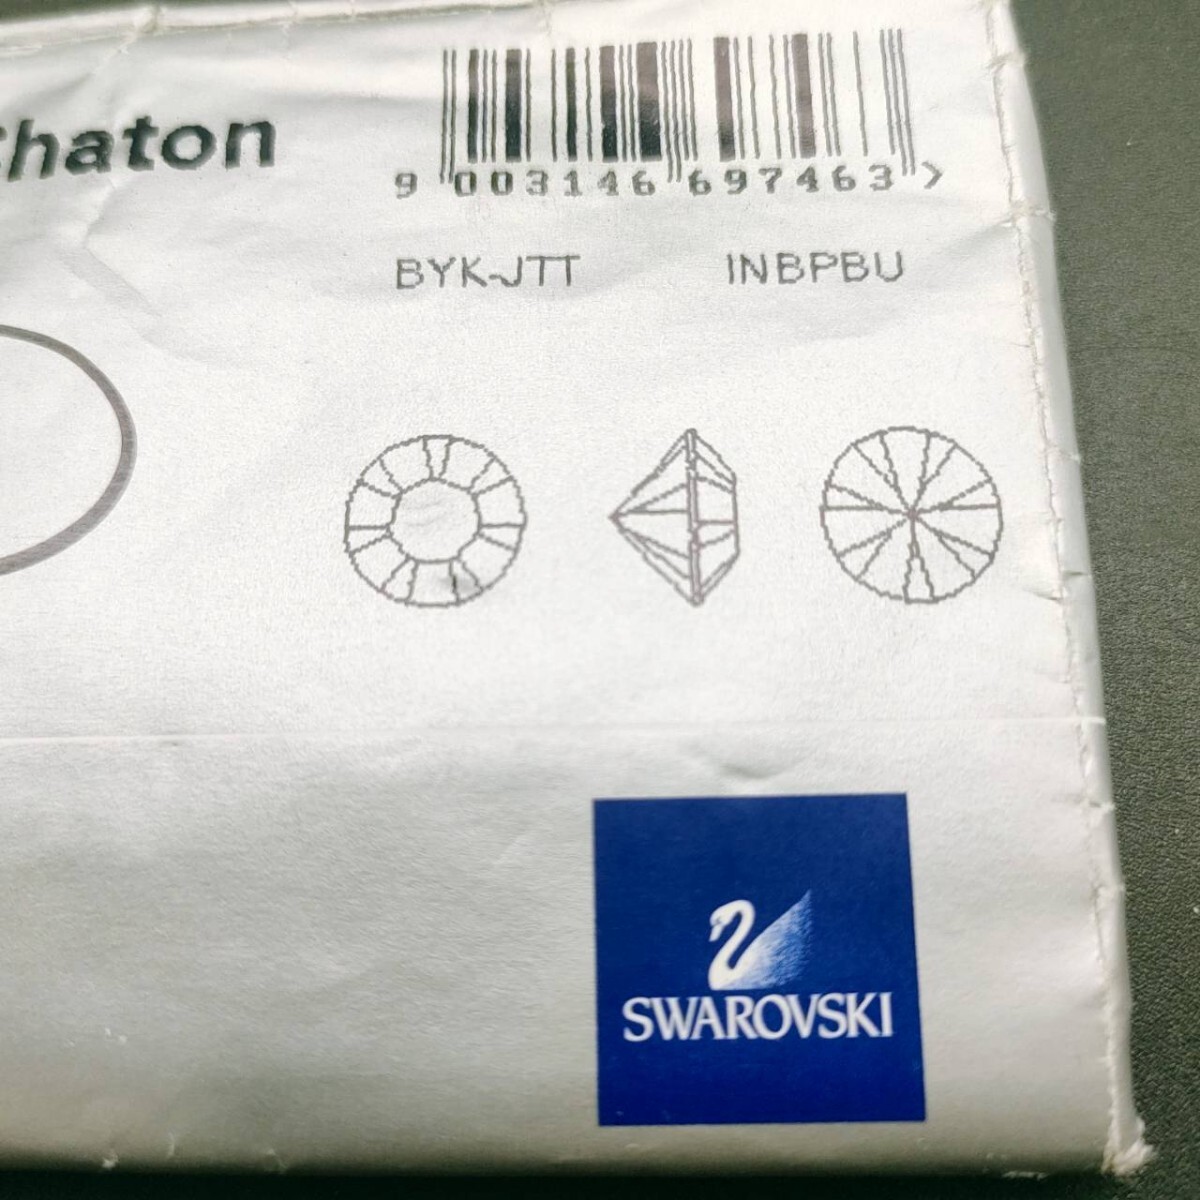 Chaton
9 003146 697463 >
BYK-JTT INBPBU
SWAROVSKI